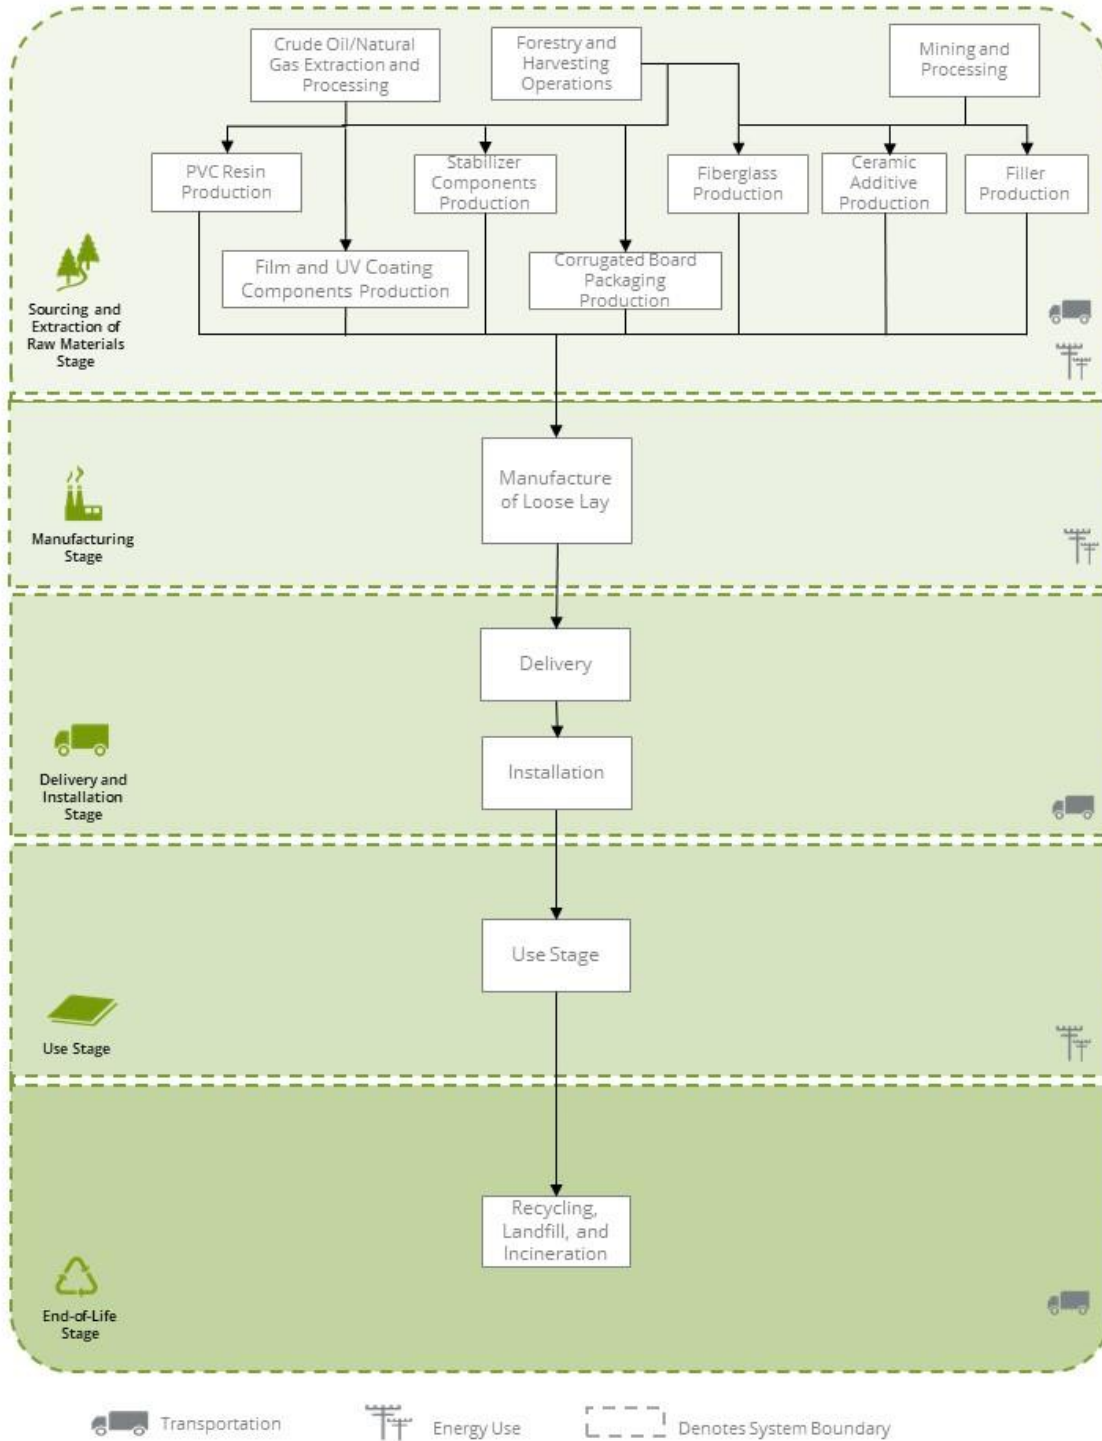 Crude Oil/Natural
Gas Extraction and
Processing
Forestry and
Harvesting
Operations
Mining and
Processing
PVC Resin
Production
Stabilizer
Components
Production
Fiberglass
Production
Ceramic
Additive
Production
Filler
Production
Film and UV Coating
Components Production
Corrugated Board
Packaging
Production
Sourcing and
Extraction of
Raw Materials
Stage
Manufacture
of Loose Lay
Manufacturing
Stage
Delivery
Installation
Delivery and
Installation
Stage
Use Stage
Use Stage
Recycling,
Landfill, and
Incineration
End-of-Life
Stage
Transportation
Energy Use
Denotes System Boundary